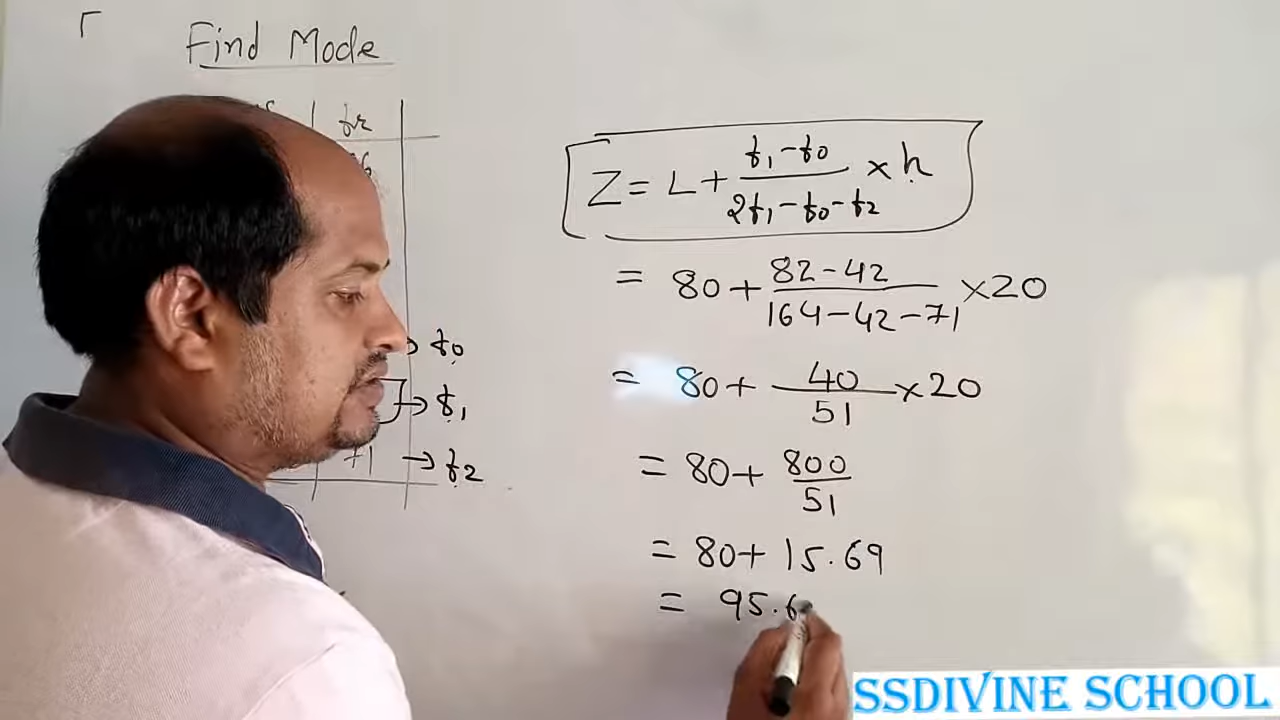 Find Mode
Z = L + f₁ - f₀ / 2f₁ - f₀ - f₂ × h
= 80 + 82 - 42 / 164 - 42 - 71 × 20
= 80 + 40 / 51 × 20
= 80 + 800 / 51
= 80 + 15.69
= 95.6
→ f₀
→ f₁
71 → f₂
SSDIVINE SCHOOL